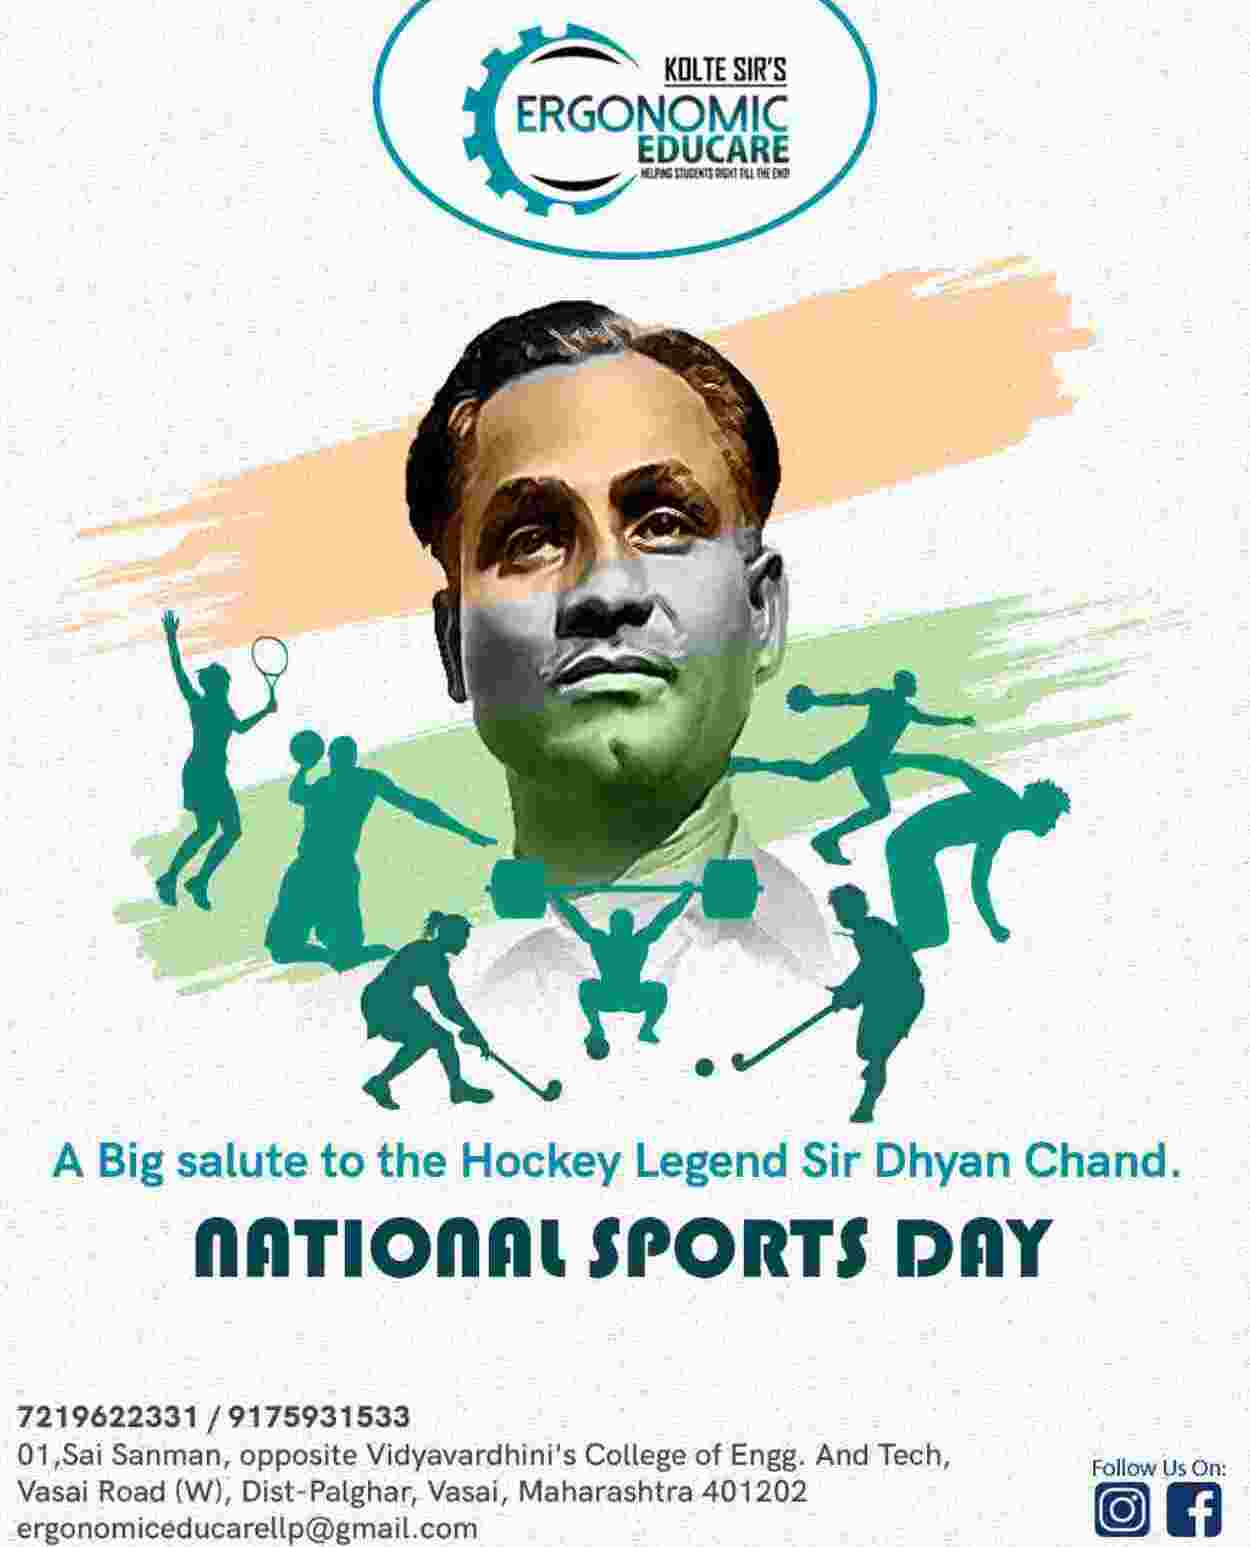 KOLTE SIR'S
ERGONOMIC
EDUCARE
HELPING STUDENTS RIGHT TILL THE END!
A Big salute to the Hockey Legend Sir Dhyan Chand.
NATIONAL SPORTS DAY
7219622331 / 9175931533
01,Sai Sanman, opposite Vidyavardhini's College of Engg. And Tech,
Vasai Road (W), Dist-Palghar, Vasai, Maharashtra 401202
ergonomiceducarellp@gmail.com
Follow Us On: